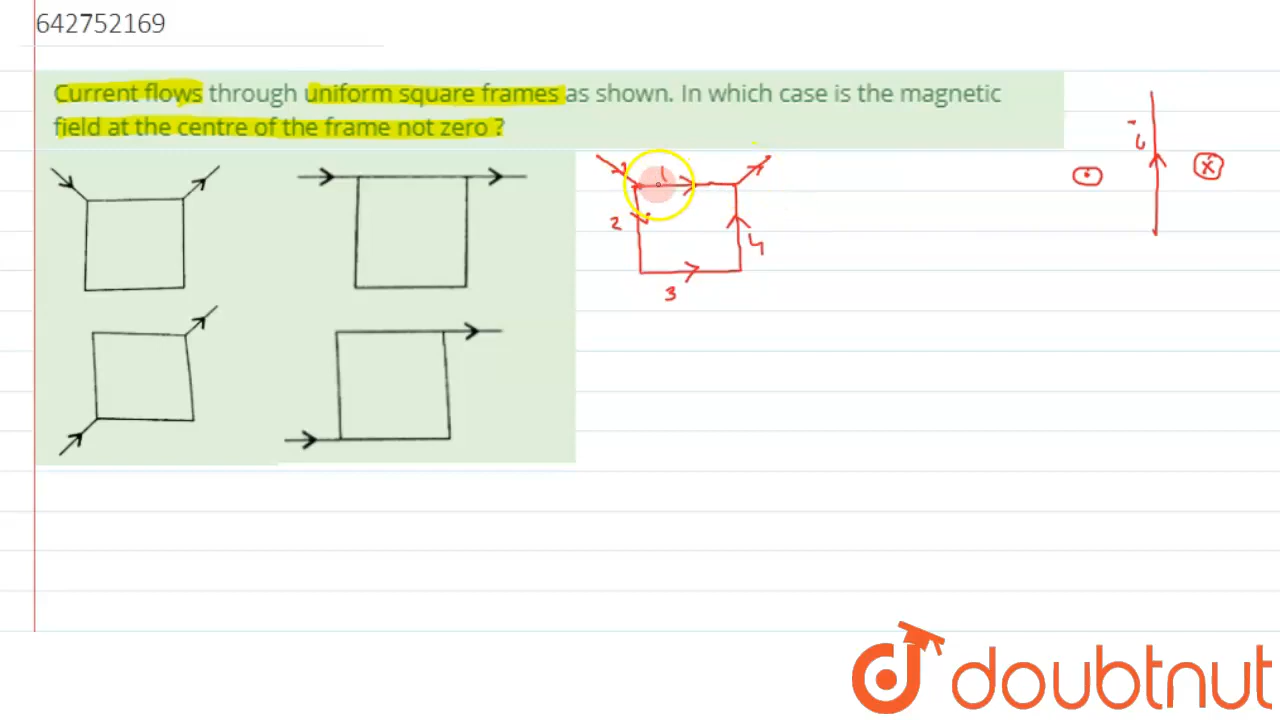 642752169
Current flows through uniform square frames as shown. In which case is the magnetic
field at the centre of the frame not zero ?
1
2
3
4
i
x
doubtnut